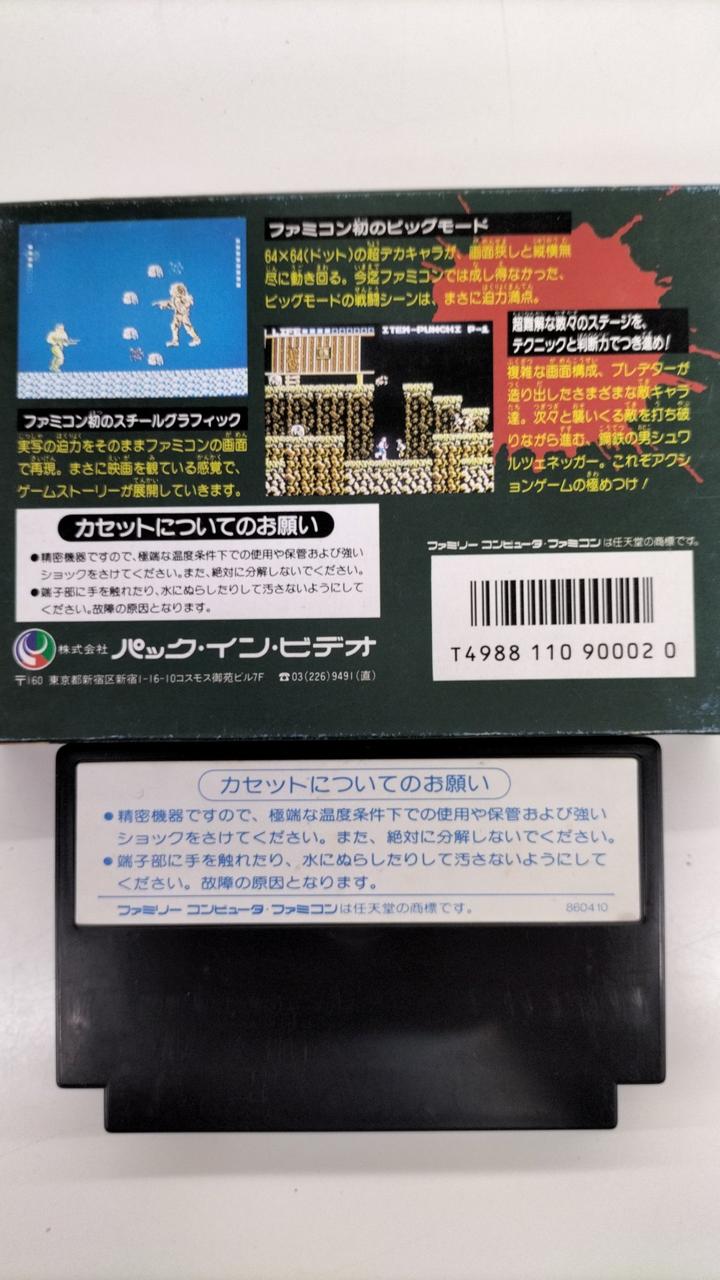 ファミコン初のビッグモード
64×64(ドット)の超デカキャラが、画面狭しと縦横無
尽に動き回る。今迄ファミコンでは成し得なかった、
ビッグモードの戦闘シーンは、まさに迫力満点。
LIFE 000000 ITEM-PUNCH! P-1
超難解な数々のステージを、
テクニックと判断力でつき進め!
複雑な画面構成、プレデターが
造り出したさまざまな敵キャラ
達。次々と襲いくる敵を打ち破
りながら進む、鋼鉄の男シュワ
ルツェネッガー。これぞアクシ
ョンゲームの極めつけ!
ファミコン初のスチールグラフィック
実写の迫力をそのままファミコンの画面
で再現。まさに映画を観ている感覚で、
ゲームストーリーが展開していきます。
カセットについてのお願い
●精密機器ですので、極端な温度条件下での使用や保管および強い
ショックをさけてください。また、絶対に分解しないでください。
●端子部に手を触れたり、水にぬらしたりして汚さないようにして
ください。故障の原因となります。
ファミリー コンピュータ・ファミコンは任天堂の商標です。
T4988 110 90002 0
株式会社 パック・イン・ビデオ
〒160 東京都新宿区新宿1-16-10コスモス御苑ビル7F ☎03(226)9491(直)
カセットについてのお願い
●精密機器ですので、極端な温度条件下での使用や保管および強い
ショックをさけてください。また、絶対に分解しないでください。
●端子部に手を触れたり、水にぬらしたりして汚さないようにして
ください。故障の原因となります。
ファミリー コンピュータ・ファミコンは任天堂の商標です。 860410